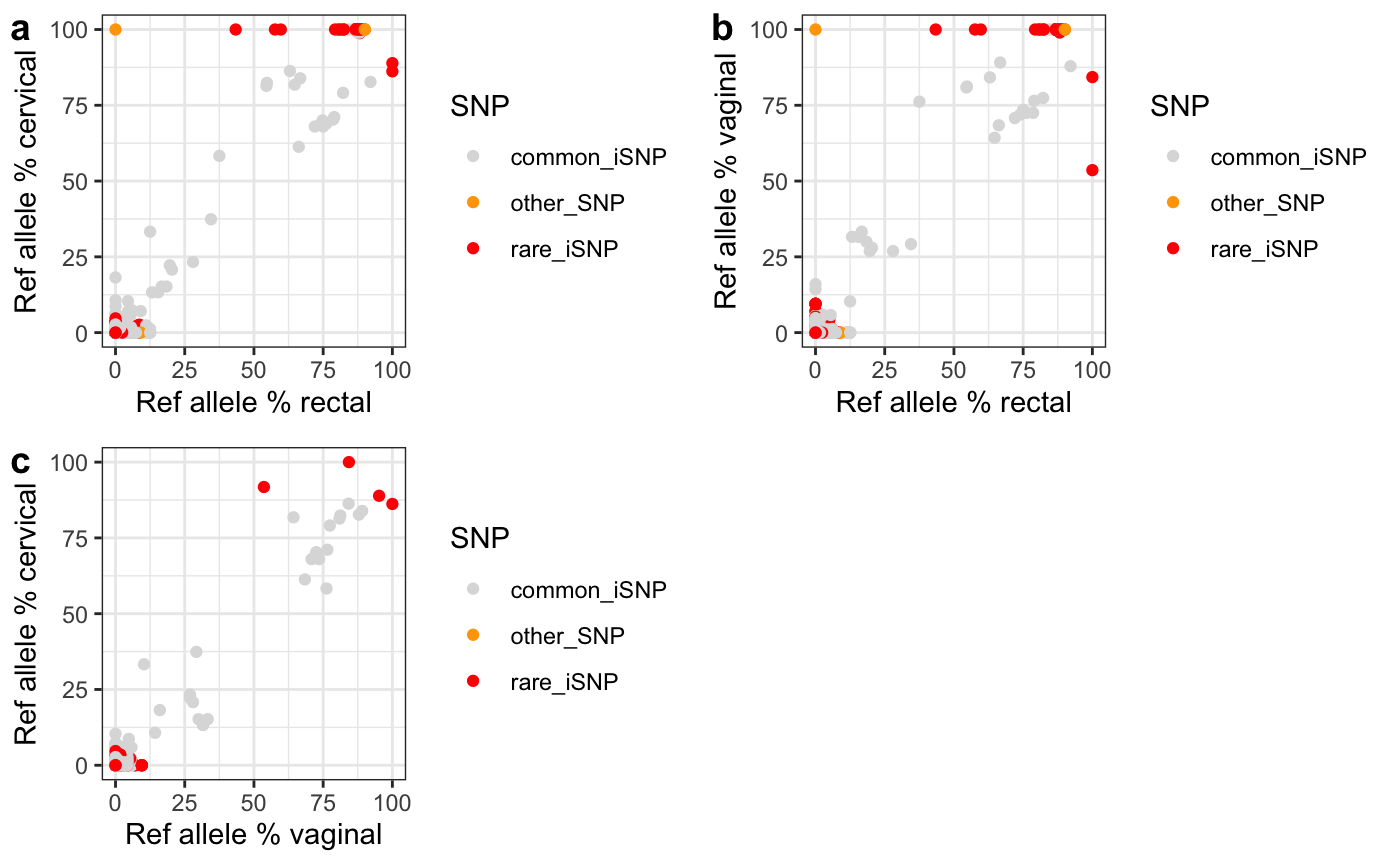 a
100
75
50
25
0
Ref allele % cervical
0 25 50 75 100
Ref allele % rectal
SNP
common_iSNP
other_SNP
rare_iSNP
b
100
75
50
25
0
Ref allele % vaginal
0 25 50 75 100
Ref allele % rectal
SNP
common_iSNP
other_SNP
rare_iSNP
c
100
75
50
25
0
Ref allele % cervical
0 25 50 75 100
Ref allele % vaginal
SNP
common_iSNP
other_SNP
rare_iSNP